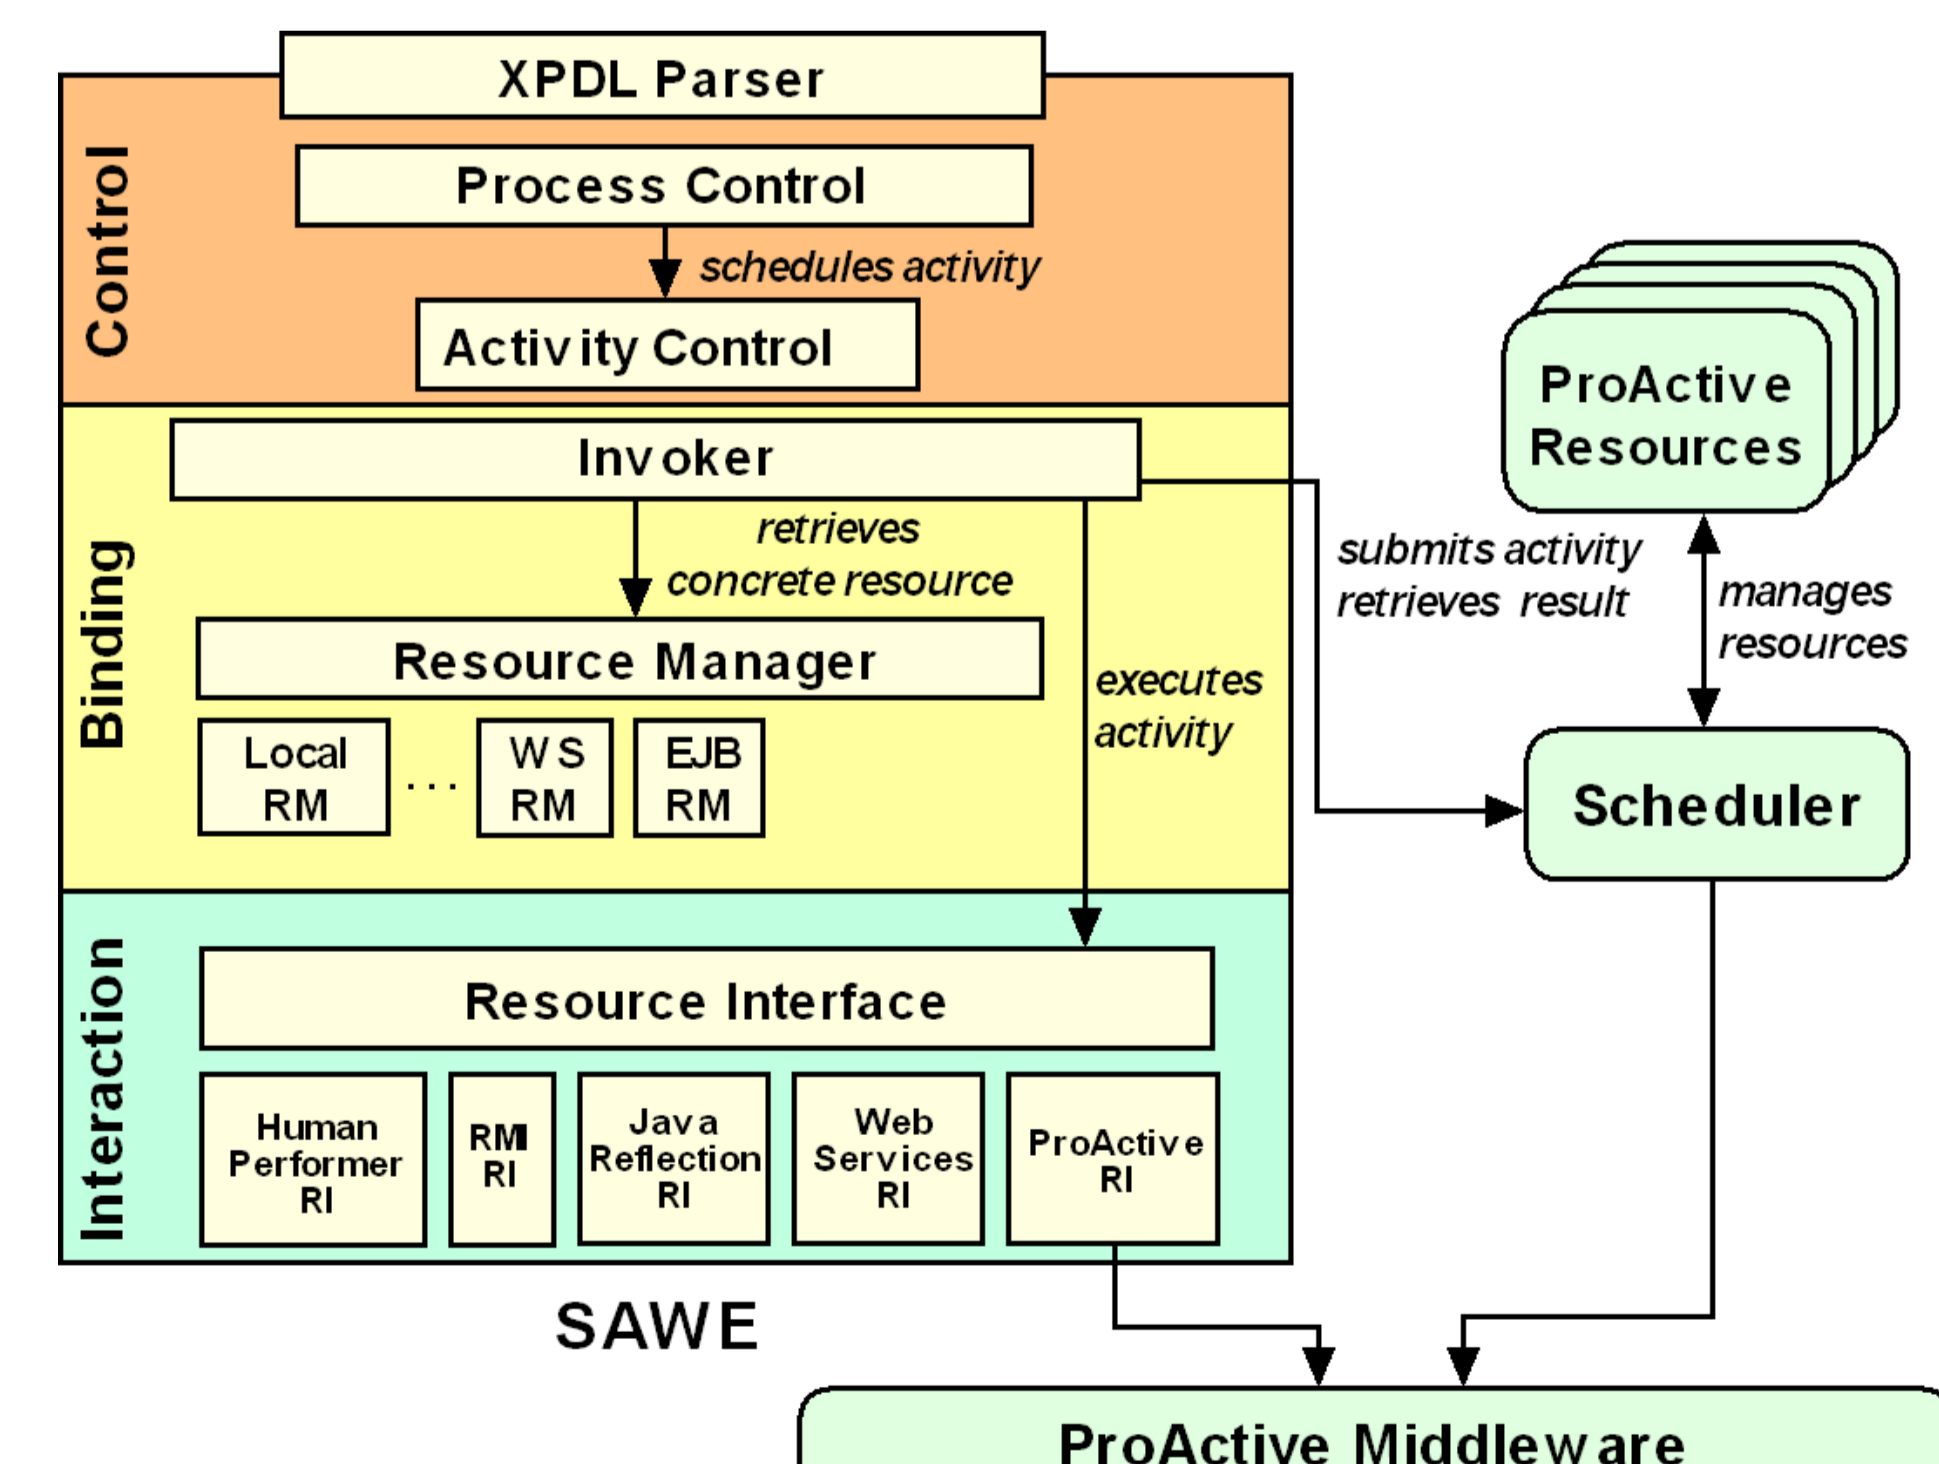 XPDL Parser
Control
Process Control
schedules activity
Activity Control
Binding
Invoker
retrieves
concrete resource
Resource Manager
Local
RM
...
WS
RM
EJB
RM
executes
activity
submits activity
retrieves result
ProActive
Resources
manages
resources
Scheduler
Interaction
Resource Interface
Human
Performer
RI
RMI
RI
Java
Reflection
RI
Web
Services
RI
ProActive
RI
SAWE
ProActive Middleware